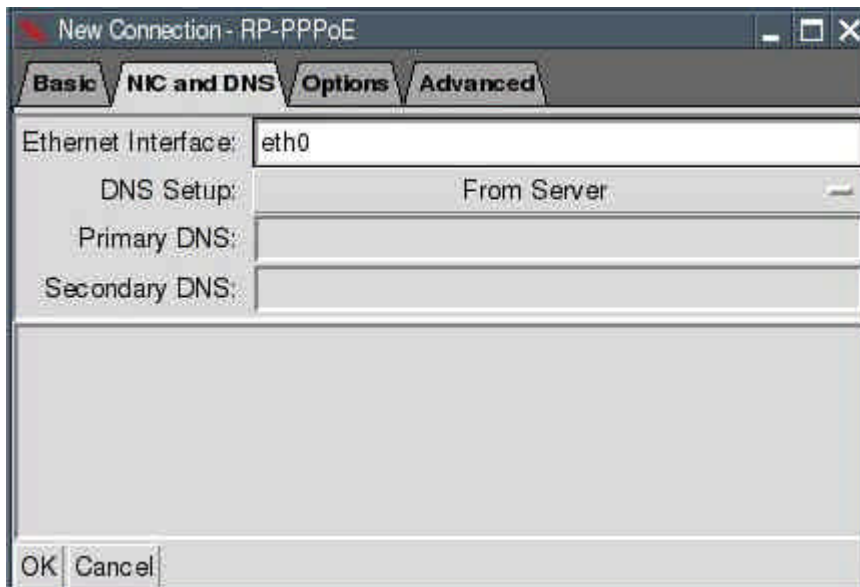 New Connection - RP-PPPoE
Basic NIC and DNS Options Advanced
Ethernet Interface: eth0
DNS Setup: From Server
Primary DNS:
Secondary DNS:
OK Cancel